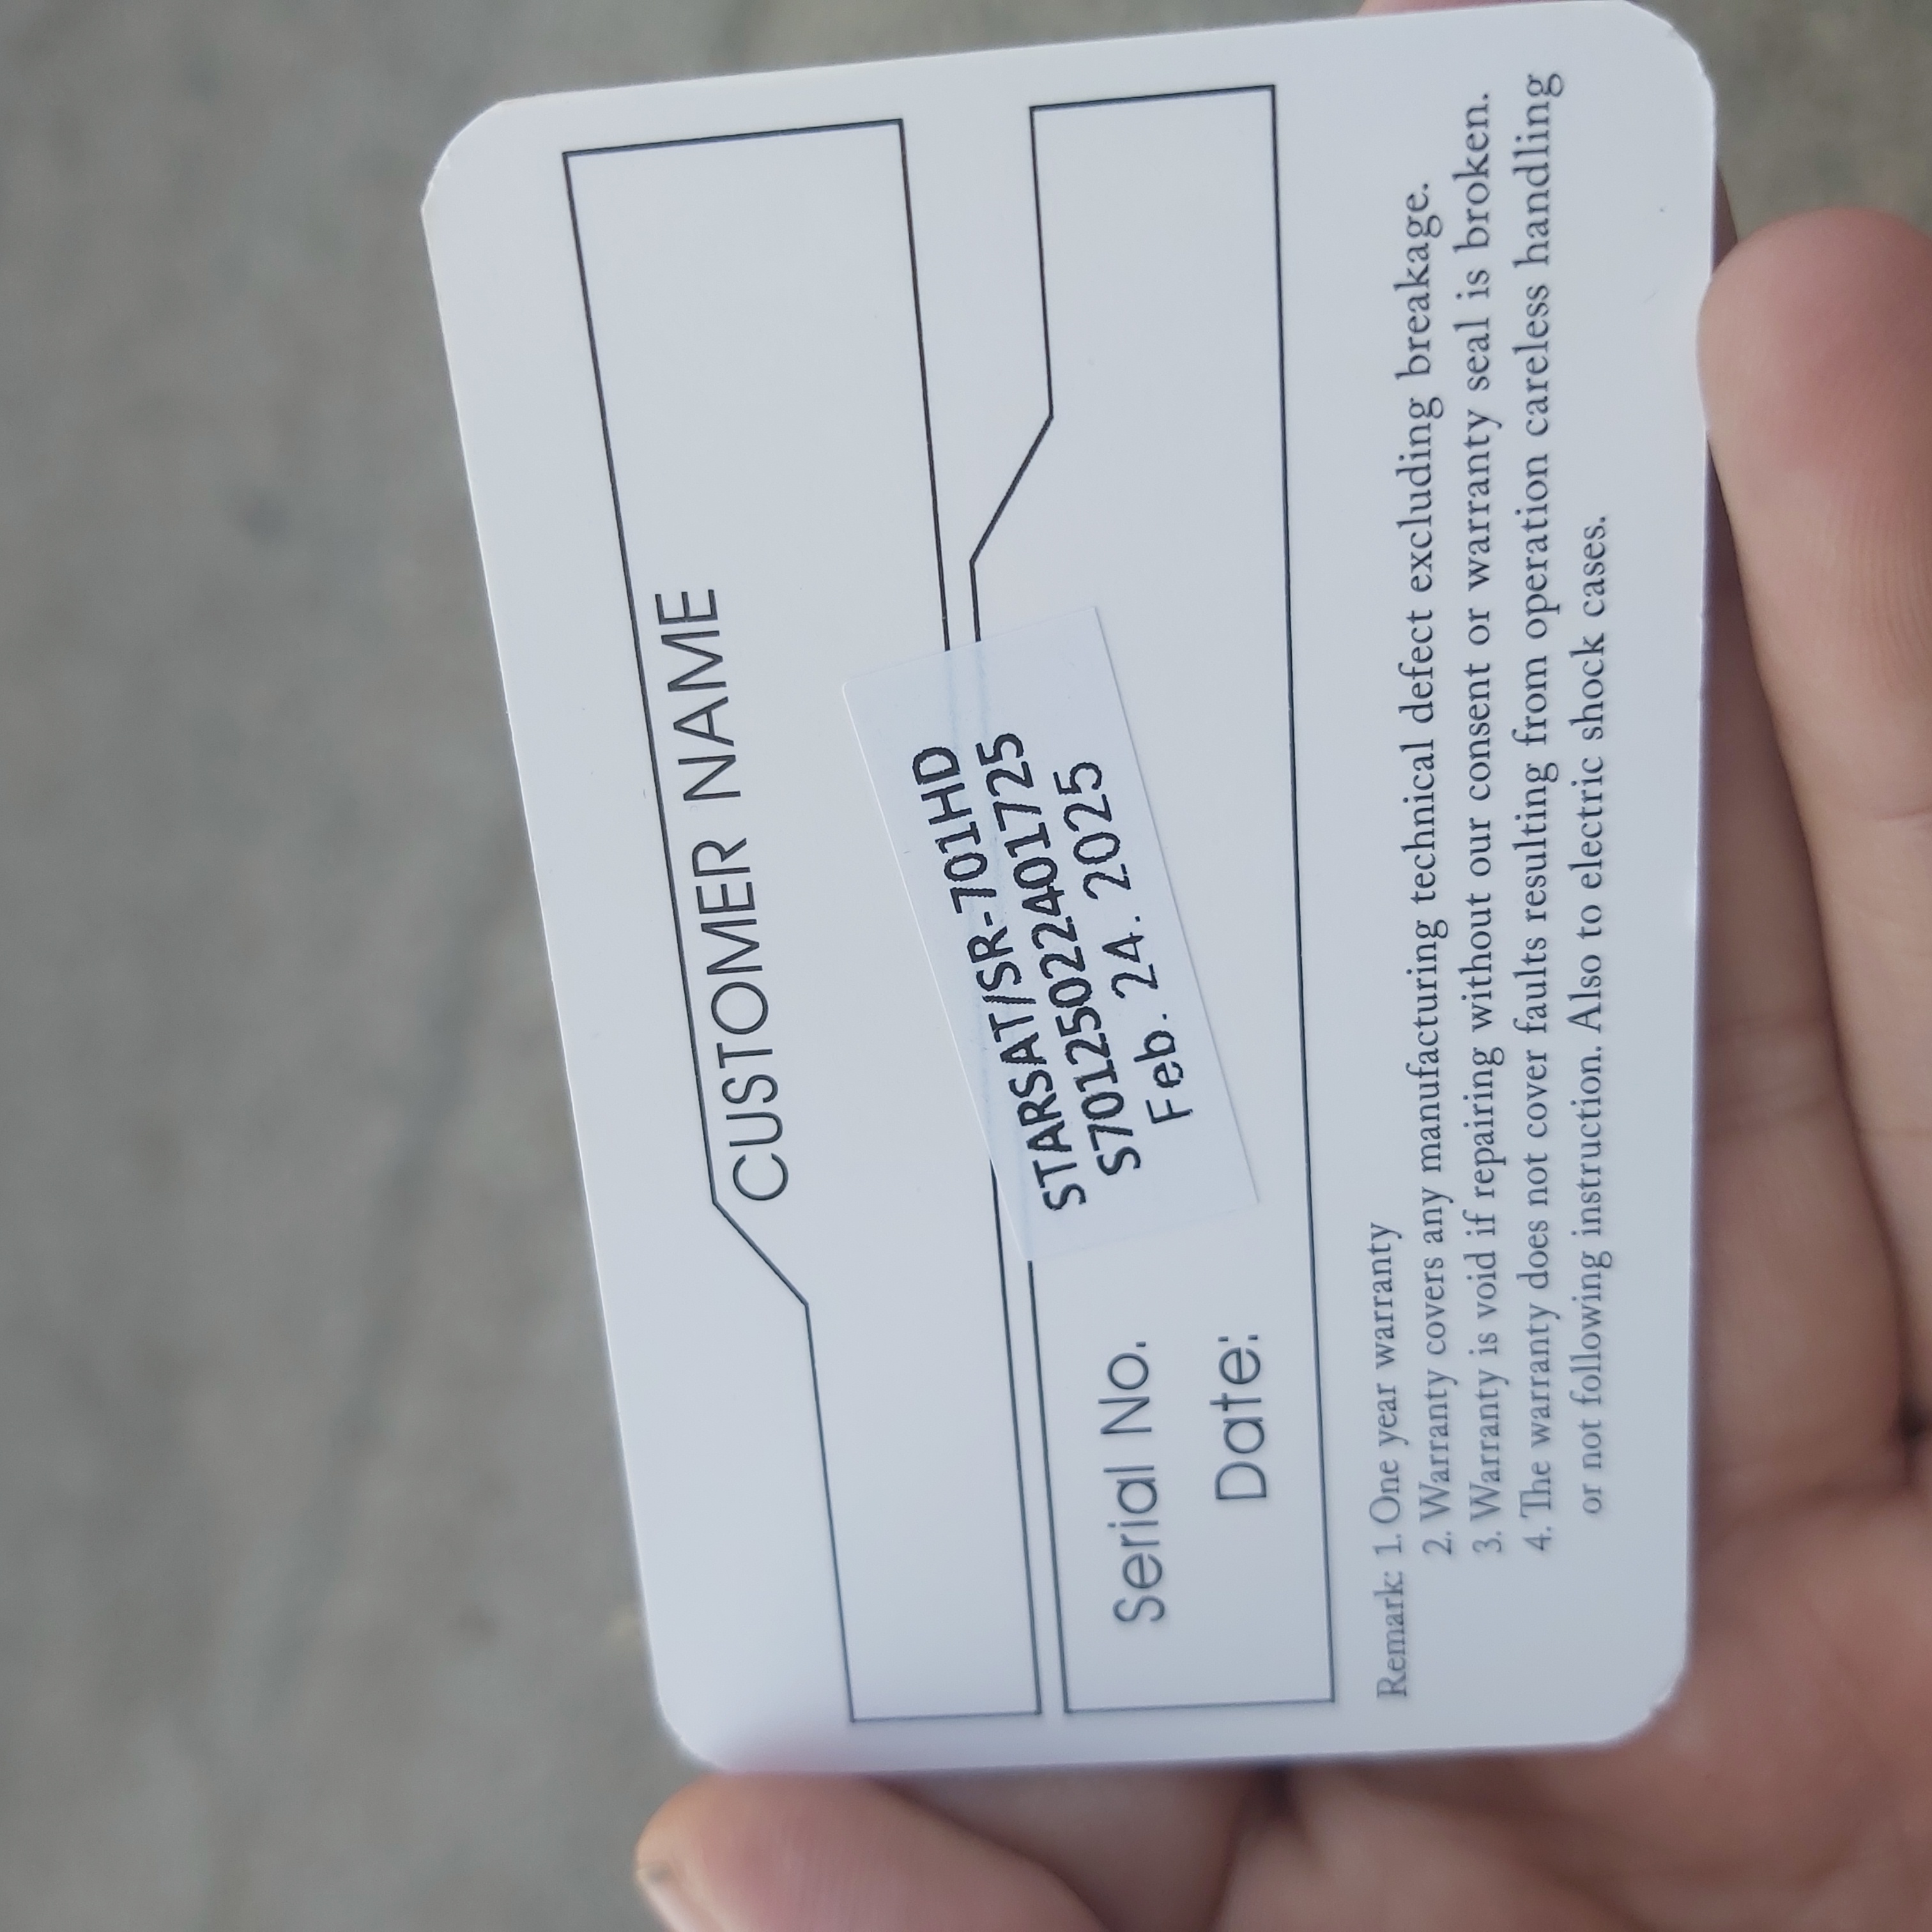 CUSTOMER NAME
STARSAT/SR-701HD
S70125022401725
Feb. 24. 2025
Serial No.
Date:
Remark: 1. One year warranty
2. Warranty covers any manufacturing technical defect excluding breakage.
3. Warranty is void if repairing without our consent or warranty seal is broken.
4. The warranty does not cover faults resulting from operation careless handling
or not following instruction. Also to electric shock cases.